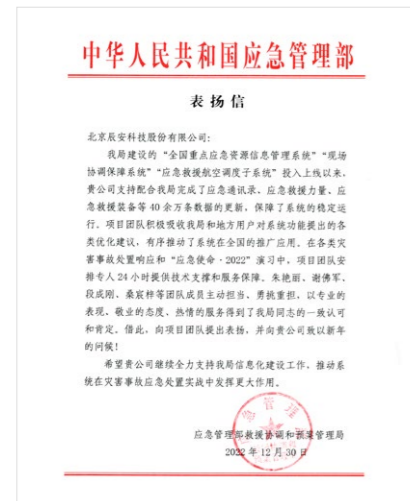 中华人民共和国应急管理部
表扬信
北京辰安科技股份有限公司:
我局建设的“全国重点应急资源信息管理系统”“现场
协调保障系统”“应急救援航空调度子系统”投入上线以来,
贵公司支持配合我局完成了应急通讯录、应急救援力量、应
急救援装备等 40 余万条数据的更新,保障了系统的稳定运
行。项目团队积极吸收我局和地方用户对系统功能提出的各
类优化建议,有序推动了系统在全国的推广应用。在各类灾
害事故处置响应和“应急使命·2022”演习中,项目团队安
排专人 24 小时提供技术支撑和服务保障。朱艳丽、谢佛军、
段成刚、桑宸梓等团队成员主动担当、勇挑重担,以专业的
表现、敬业的态度、热情的服务得到了我局同志的一致认可
和肯定。借此,向项目团队提出表扬,并向贵公司致以新年
的问候!
希望贵公司继续全力支持我局信息化建设工作,推动系
统在灾害事故应急处置实战中发挥更大作用。
应急管理部救援协调和预案管理局
2022 年 12 月 30 日